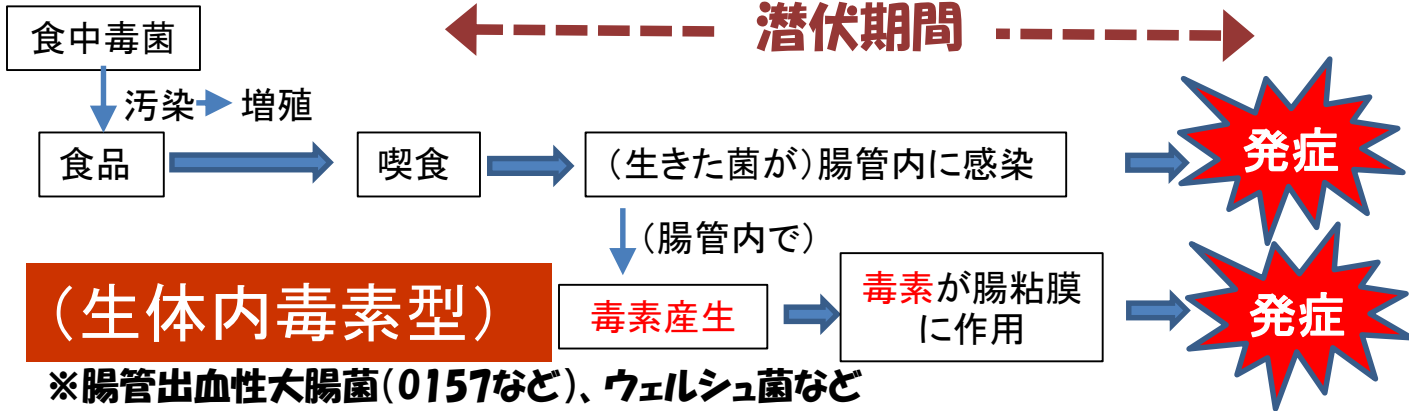 食中毒菌
潜伏期間
汚染 増殖
食品
喫食
(生きた菌が)腸管内に感染
発症
(腸管内で)
(生体内毒素型)
毒素産生
毒素が腸粘膜
に作用
発症
※腸管出血性大腸菌(O157など)、ウェルシュ菌など